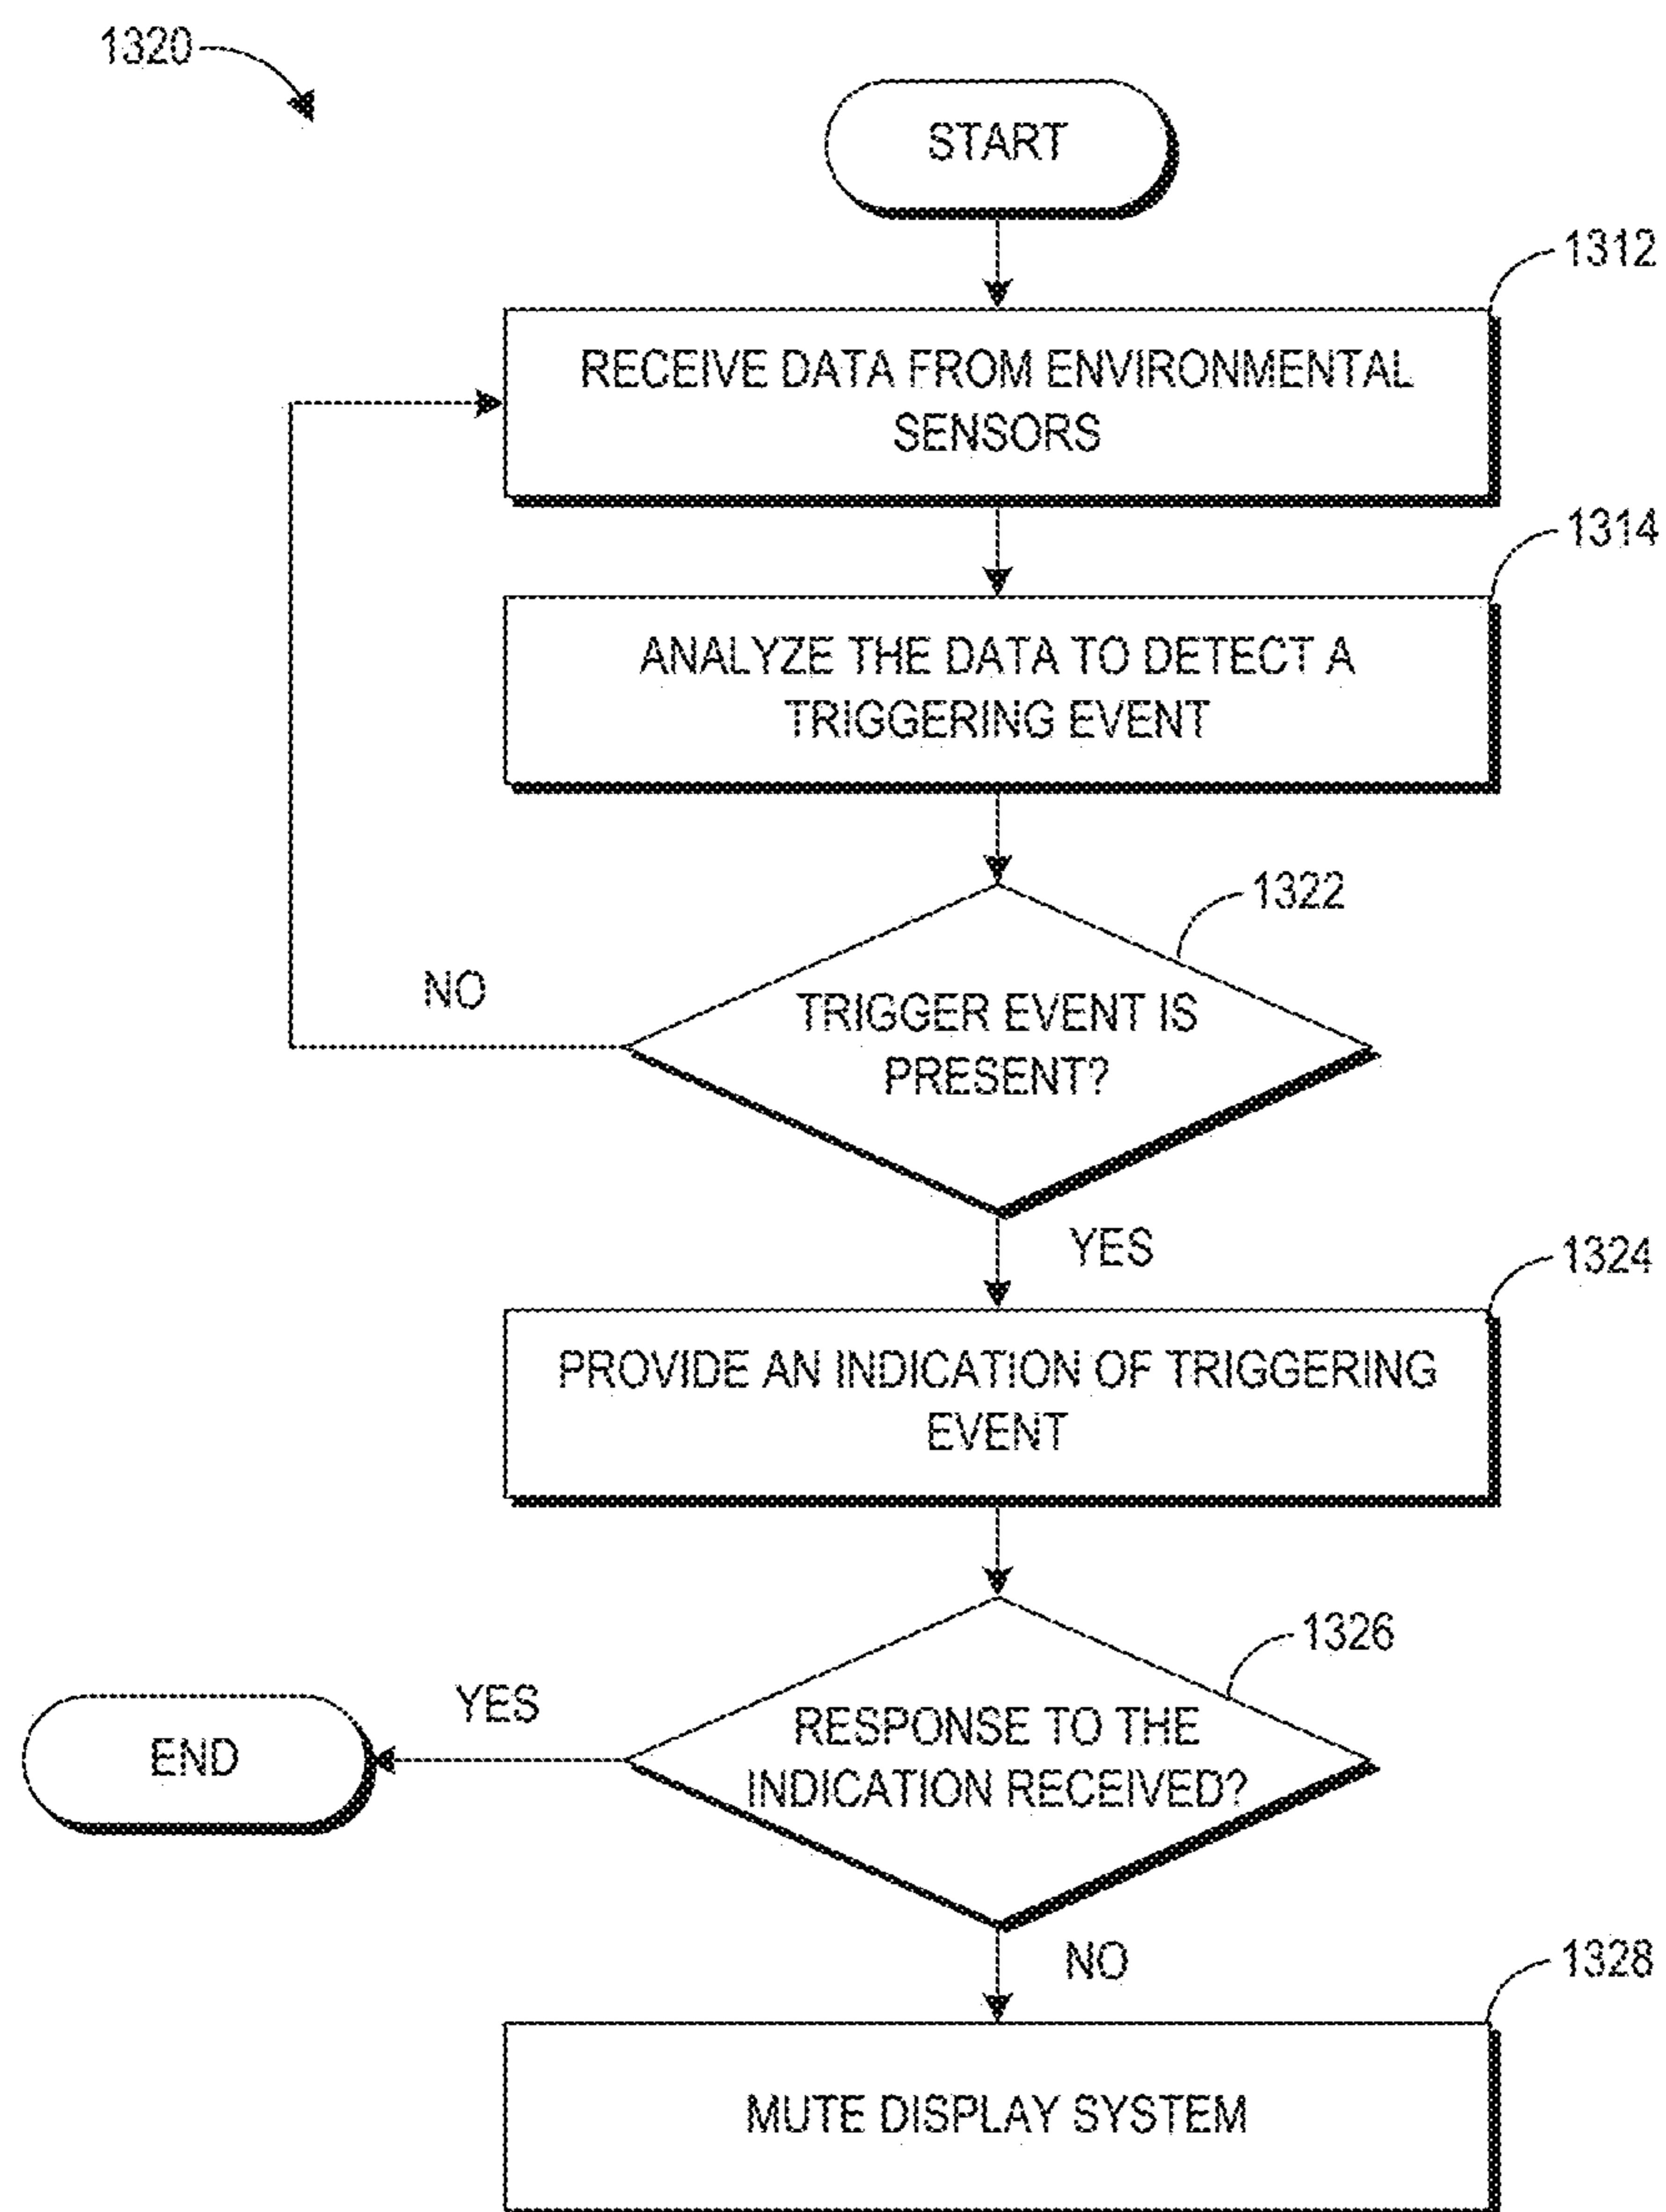 1320
START
1312
RECEIVE DATA FROM ENVIRONMENTAL
SENSORS
1314
ANALYZE THE DATA TO DETECT A
TRIGGERING EVENT
1322
NO
TRIGGER EVENT IS
PRESENT?
YES
1324
PROVIDE AN INDICATION OF TRIGGERING
EVENT
1326
YES
END
RESPONSE TO THE
INDICATION RECEIVED?
NO
1328
MUTE DISPLAY SYSTEM